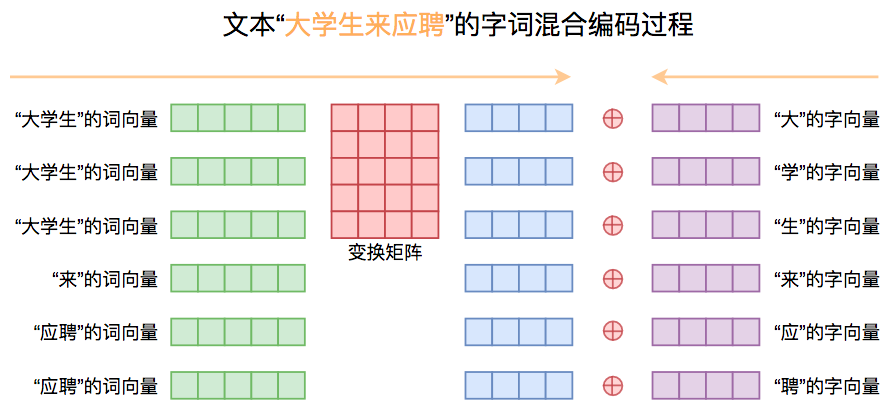 文本“大学生来应聘”的字词混合编码过程
“大学生”的词向量
“大”的字向量
“大学生”的词向量
“学”的字向量
“大学生”的词向量
“生”的字向量
变换矩阵
“来”的词向量
“来”的字向量
“应聘”的词向量
“应”的字向量
“应聘”的词向量
“聘”的字向量